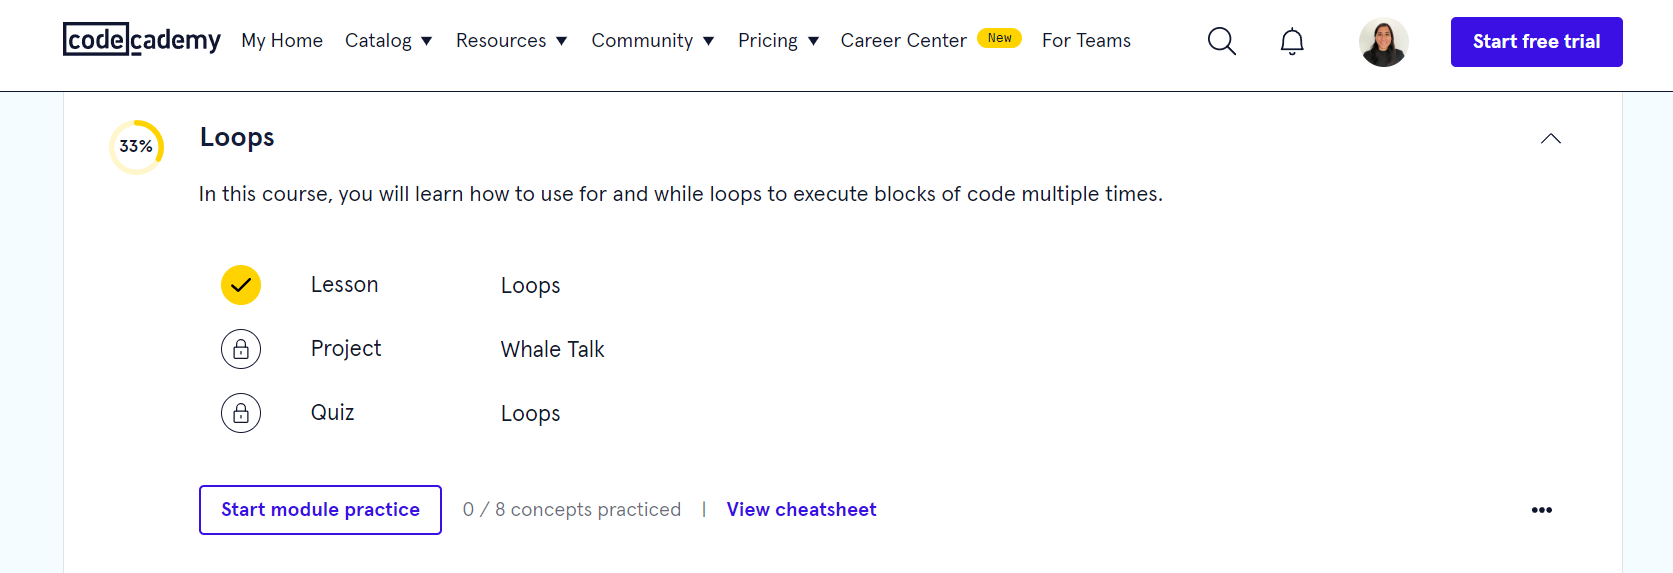 codecademy My Home Catalog Resources Community Pricing Career Center New For Teams Start free trial
33% Loops
In this course, you will learn how to use for and while loops to execute blocks of code multiple times.
Lesson Loops
Project Whale Talk
Quiz Loops
Start module practice 0 / 8 concepts practiced | View cheatsheet